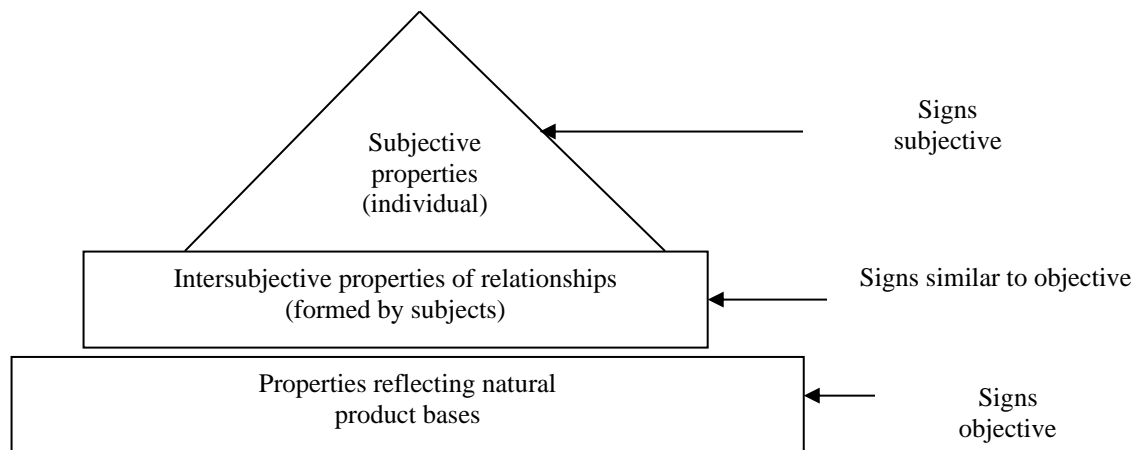 Signs
subjective
Subjective
properties
(individual)
Intersubjective properties of relationships
(formed by subjects)
Signs similar to objective
Properties reflecting natural
product bases
Signs
objective